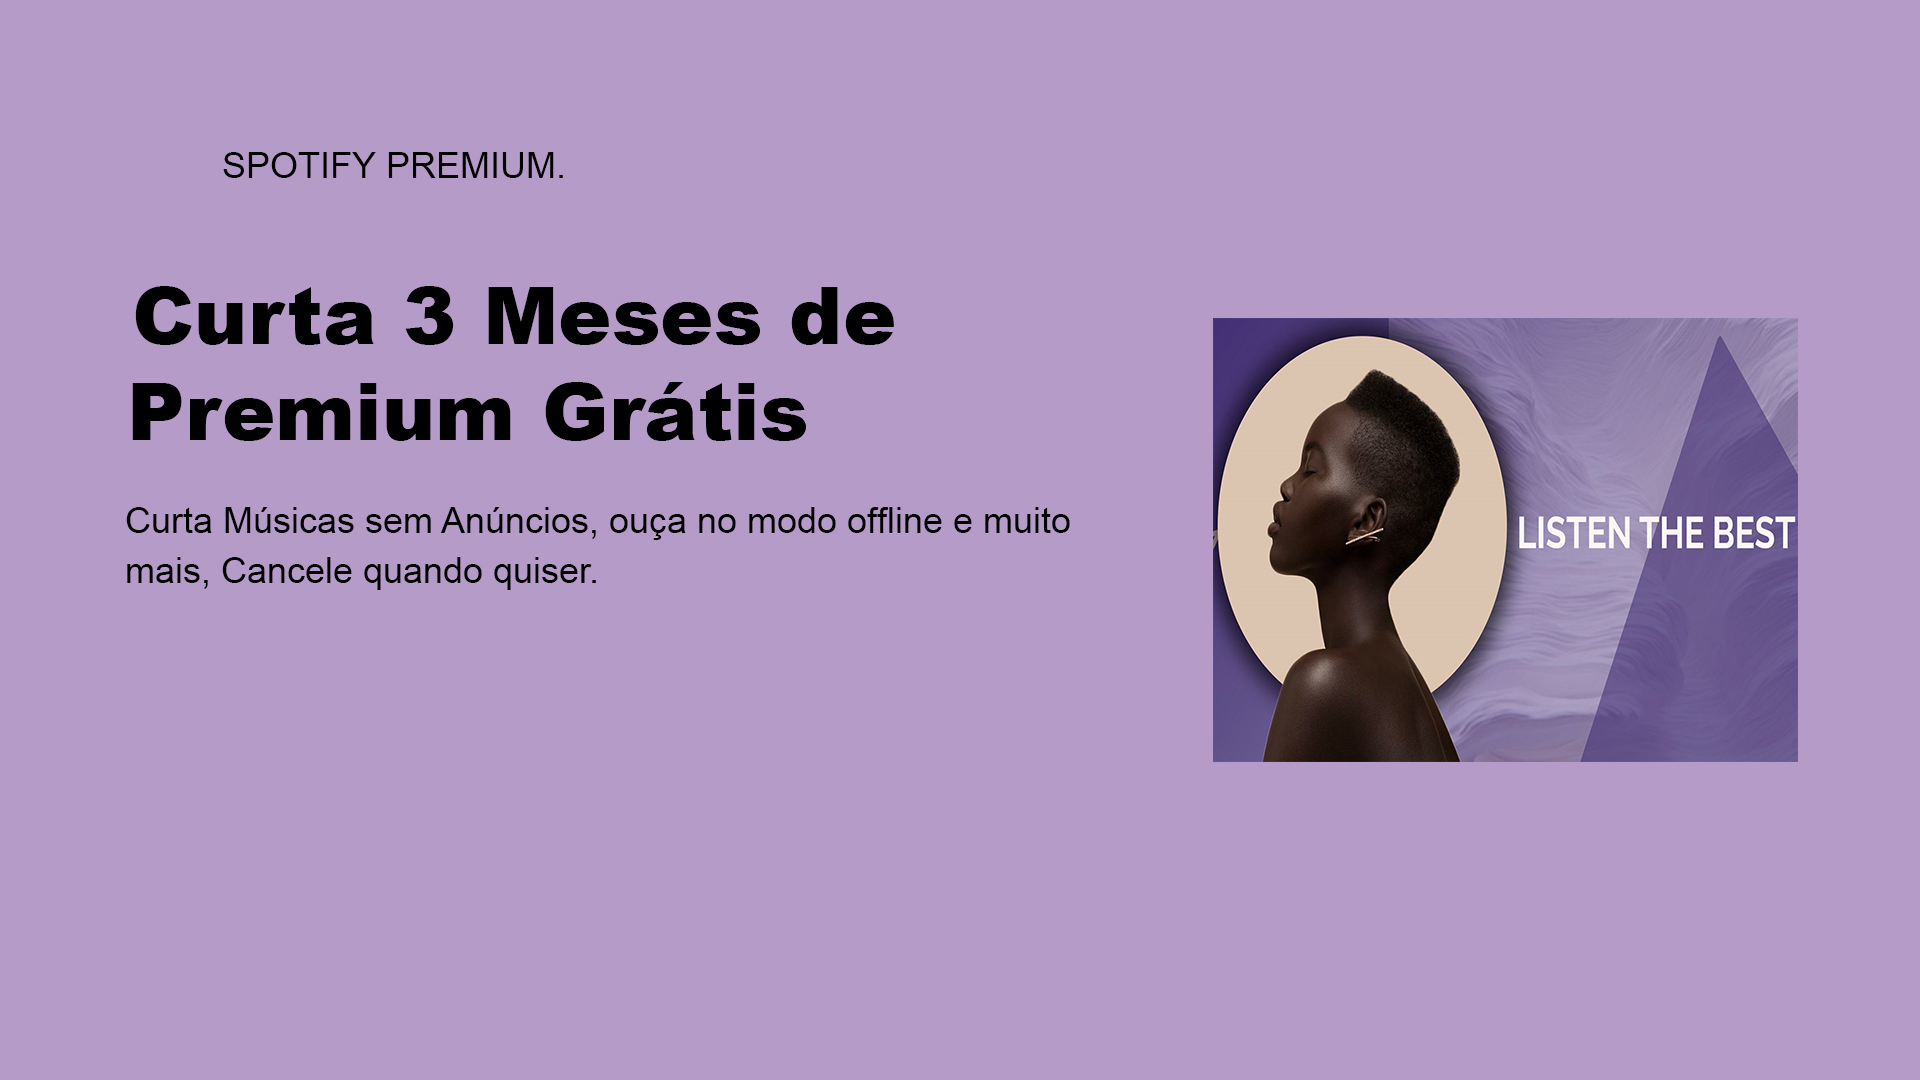 SPOTIFY PREMIUM.
Curta 3 Meses de
Premium Grátis
Curta Músicas sem Anúncios, ouça no modo offline e muito
mais, Cancele quando quiser.
LISTEN THE BEST